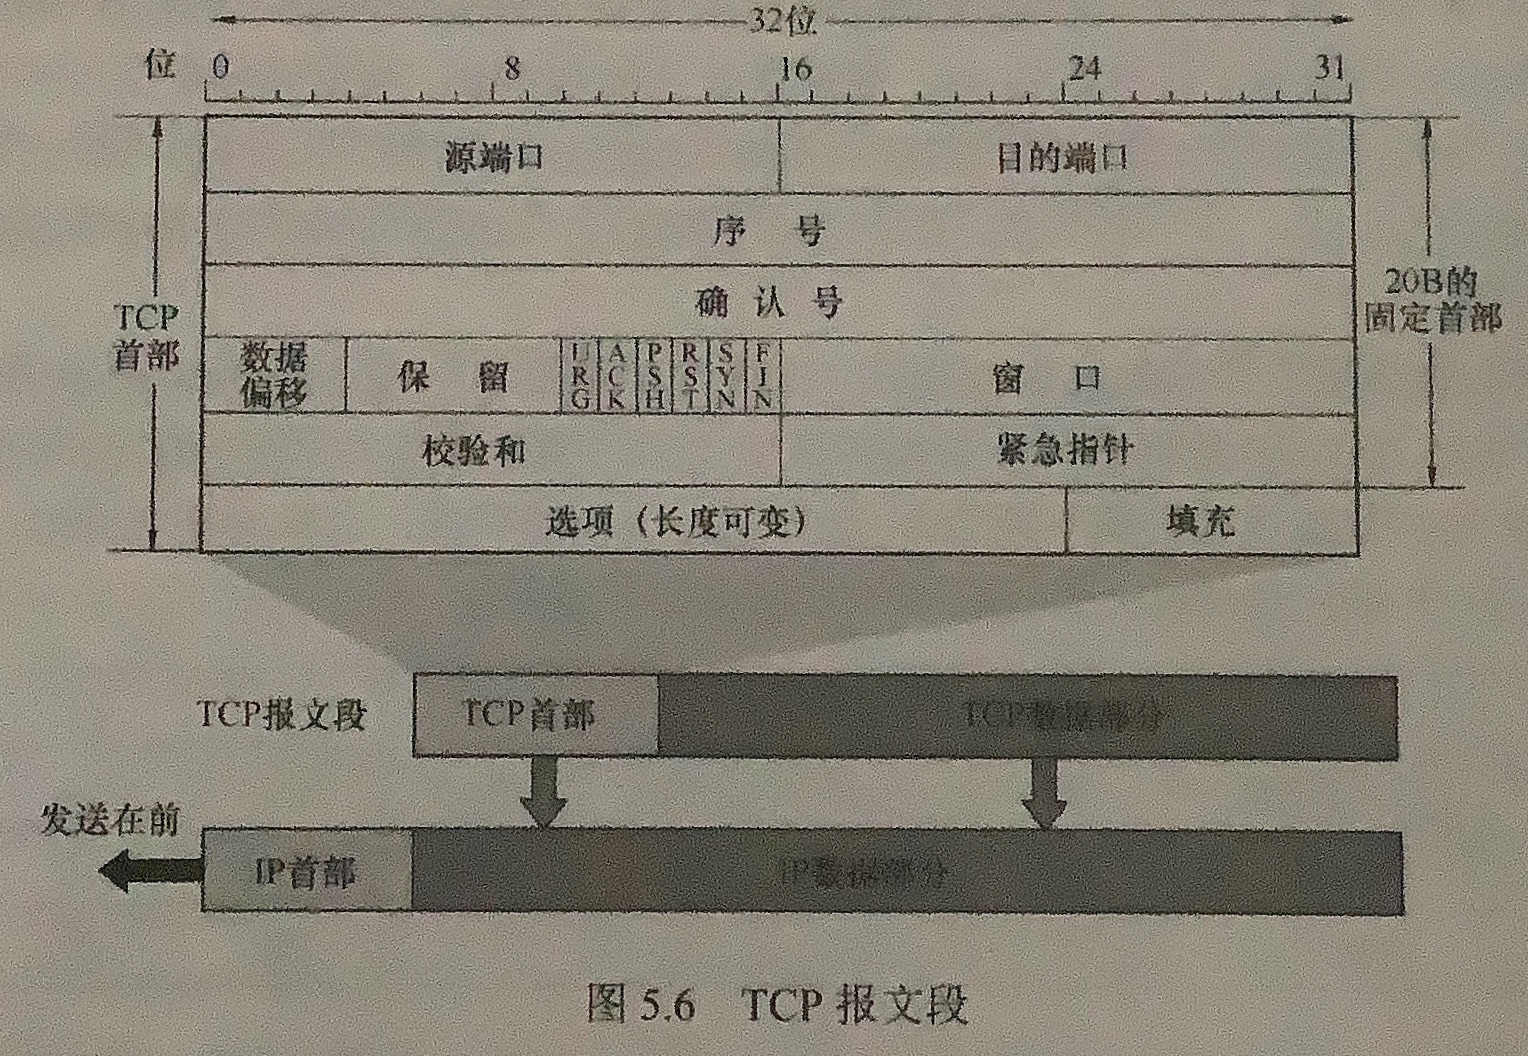 32位
位 0 8 16 24 31
源端口 目的端口
序 号
确 认 号
TCP
首部
20B的
固定首部
数据
偏移
保 留
URG
ACK
PSH
RST
SYN
FIN
窗 口
校验和 紧急指针
选项（长度可变） 填充
TCP报文段 TCP首部 TCP数据部分
发送在前
IP首部 IP数据部分
图 5.6 TCP 报文段